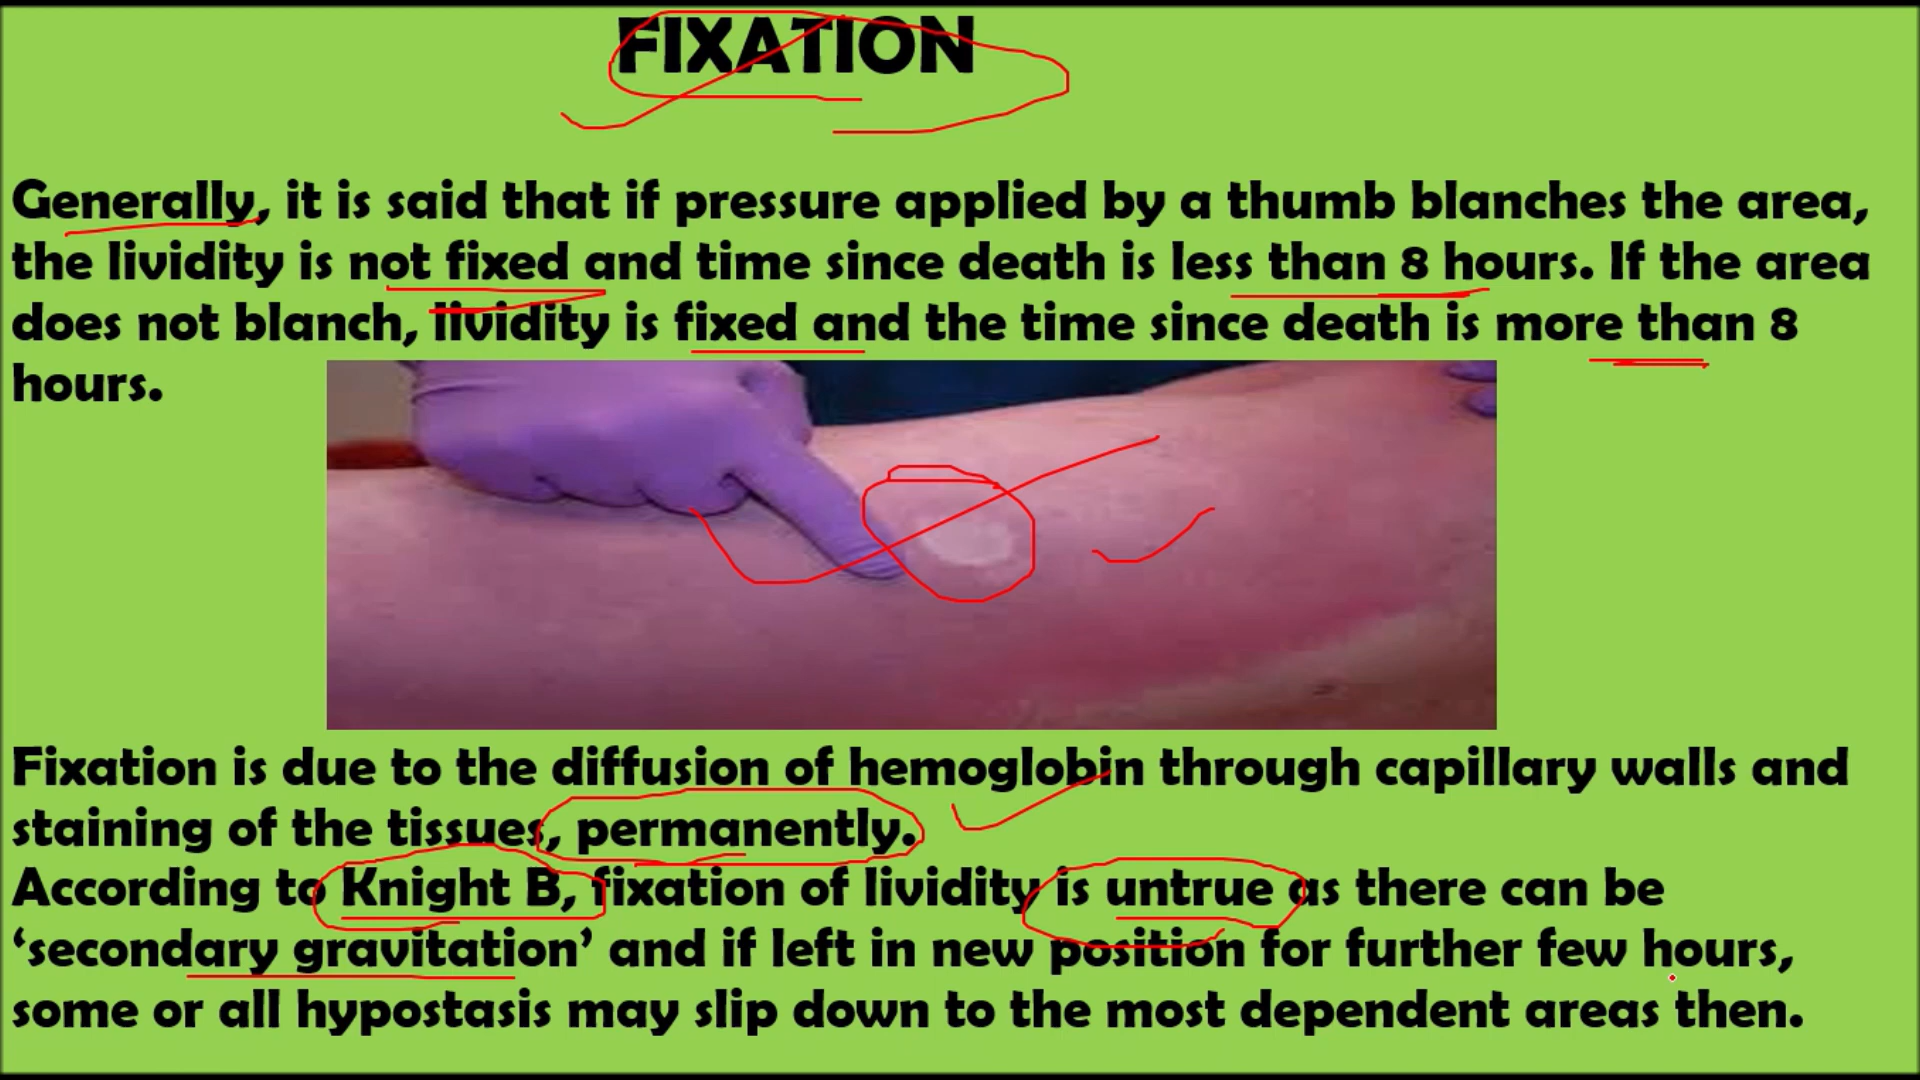 FIXATION
Generally, it is said that if pressure applied by a thumb blanches the area,
the lividity is not fixed and time since death is less than 8 hours. If the area
does not blanch, lividity is fixed and the time since death is more than 8
hours.
Fixation is due to the diffusion of hemoglobin through capillary walls and
staining of the tissues, permanently.
According to Knight B, fixation of lividity is untrue as there can be
‘secondary gravitation’ and if left in new position for further few hours,
some or all hypostasis may slip down to the most dependent areas then.